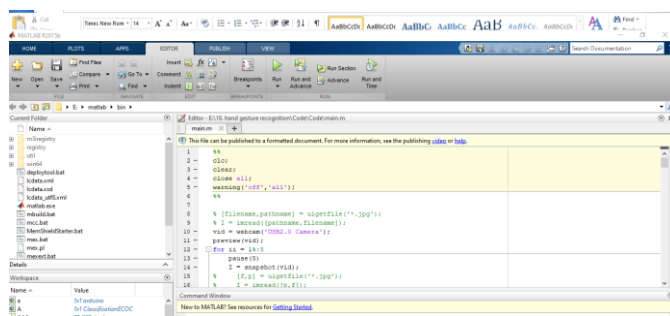 Cut
Times New Rom
14
AaBbCcDc AaBbCcDc AaBbC AaBbCc AaB AaBbCc. AaBbCcDc
Find
MATLAB R2015b
HOME PLOTS APPS EDITOR PUBLISH VIEW
Search Documentation
New Open Save
Find Files
Compare
Print
Go To
Find
Insert
Comment
Indent
Breakpoints
Run
Run and Advance
Run Section
Advance
Run and Time
FILE NAVIGATE EDIT BREAKPOINTS RUN
E: matlab bin
Current Folder
Name
m3iregistry
registry
util
win64
deploytool.bat
lcdata.xsd
lcdata_utf8.xml
matlab.exe
mbuild.bat
mcc.bat
MemShieldStarter.bat
mex.bat
mex.pl
mexext.bat
Details
Workspace
Name Value
a 1x1 arduino
A 1x1 ClassificationECOC
Editor - E:\18. hand gesture recognition\Code\Code\main.m
main.m
This file can be published to a formatted document. For more information, see the publishing video or help.
1 %%
2 clc;
3 clear;
4 close all;
5 warning('off','all');
6 %%
7
8 % [filename,pathname] = uigetfile('*.jpg');
9 % I = imread([pathname,filename]);
10 vid = webcam('USB2.0 Camera');
11 preview(vid);
12 for ii = 1%:5
13 pause(5)
14 I = snapshot(vid);
15 % [f,p] = uigetfile('*.jpg');
16 % I = imread([p,f]);
Command Window
New to MATLAB? See resources for Getting Started.